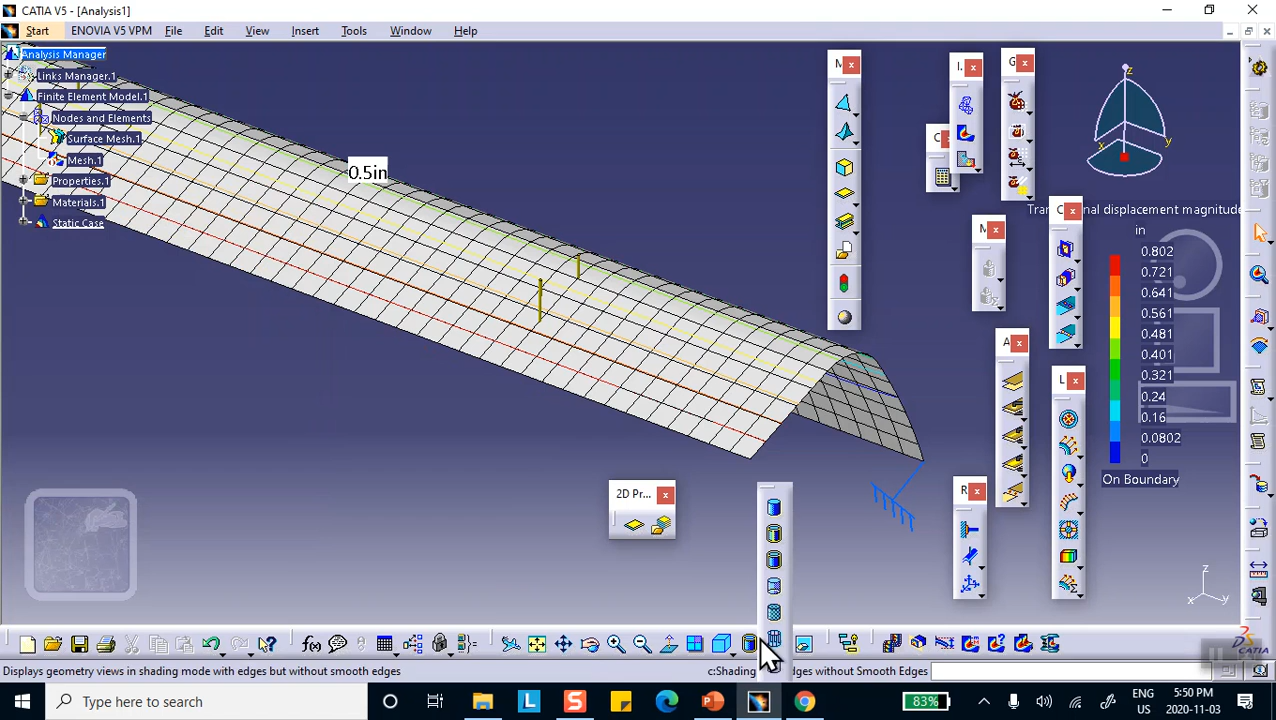 CATIA V5 - [Analysis1]
Start ENOVIA V5 VPM File Edit View Insert Tools Window Help
Analysis Manager
Links Manager.1
Finite Element Model.1
Nodes and Elements
Surface Mesh.1
Mesh.1
Properties.1
Materials.1
Static Case
0.5in
M...
I...
G...
C...
M...
C...
A...
L...
R...
2D Pr...
z
x
y
nal displacement magnitude
in
0.802
0.721
0.641
0.561
0.481
0.401
0.321
0.24
0.16
0.0802
0
On Boundary
z
x
y
Displays geometry views in shading mode with edges but without smooth edges
c:Shading dges without Smooth Edges
Type here to search
83%
ENG
US
5:50 PM
2020-11-03